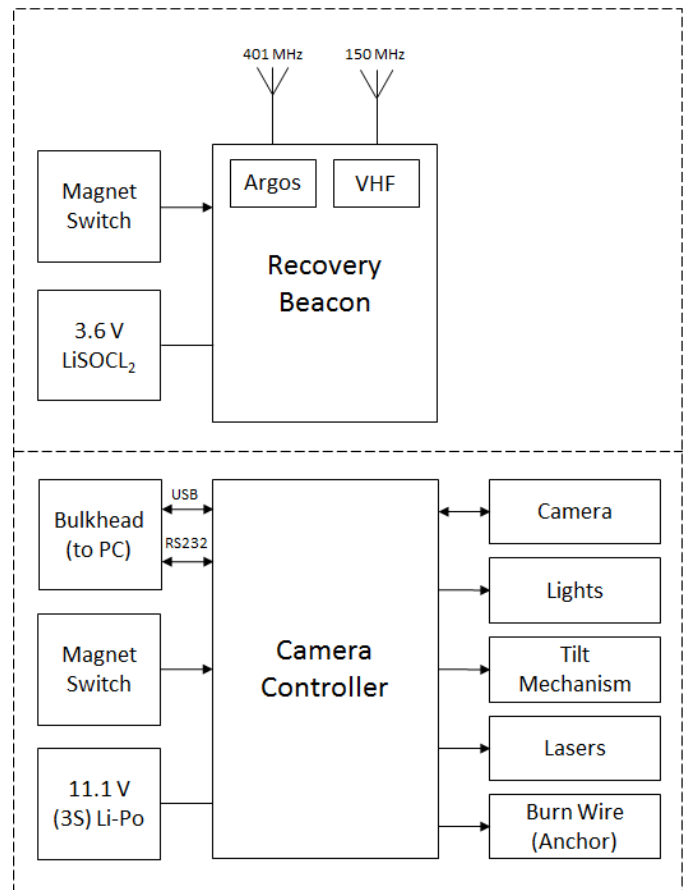 401 MHz
150 MHz
Argos
VHF
Magnet
Switch
Recovery
Beacon
3.6 V
LiSOCL₂
USB
Bulkhead
(to PC)
RS232
Camera
Lights
Magnet
Switch
Camera
Controller
Tilt
Mechanism
Lasers
11.1 V
(3S) Li-Po
Burn Wire
(Anchor)